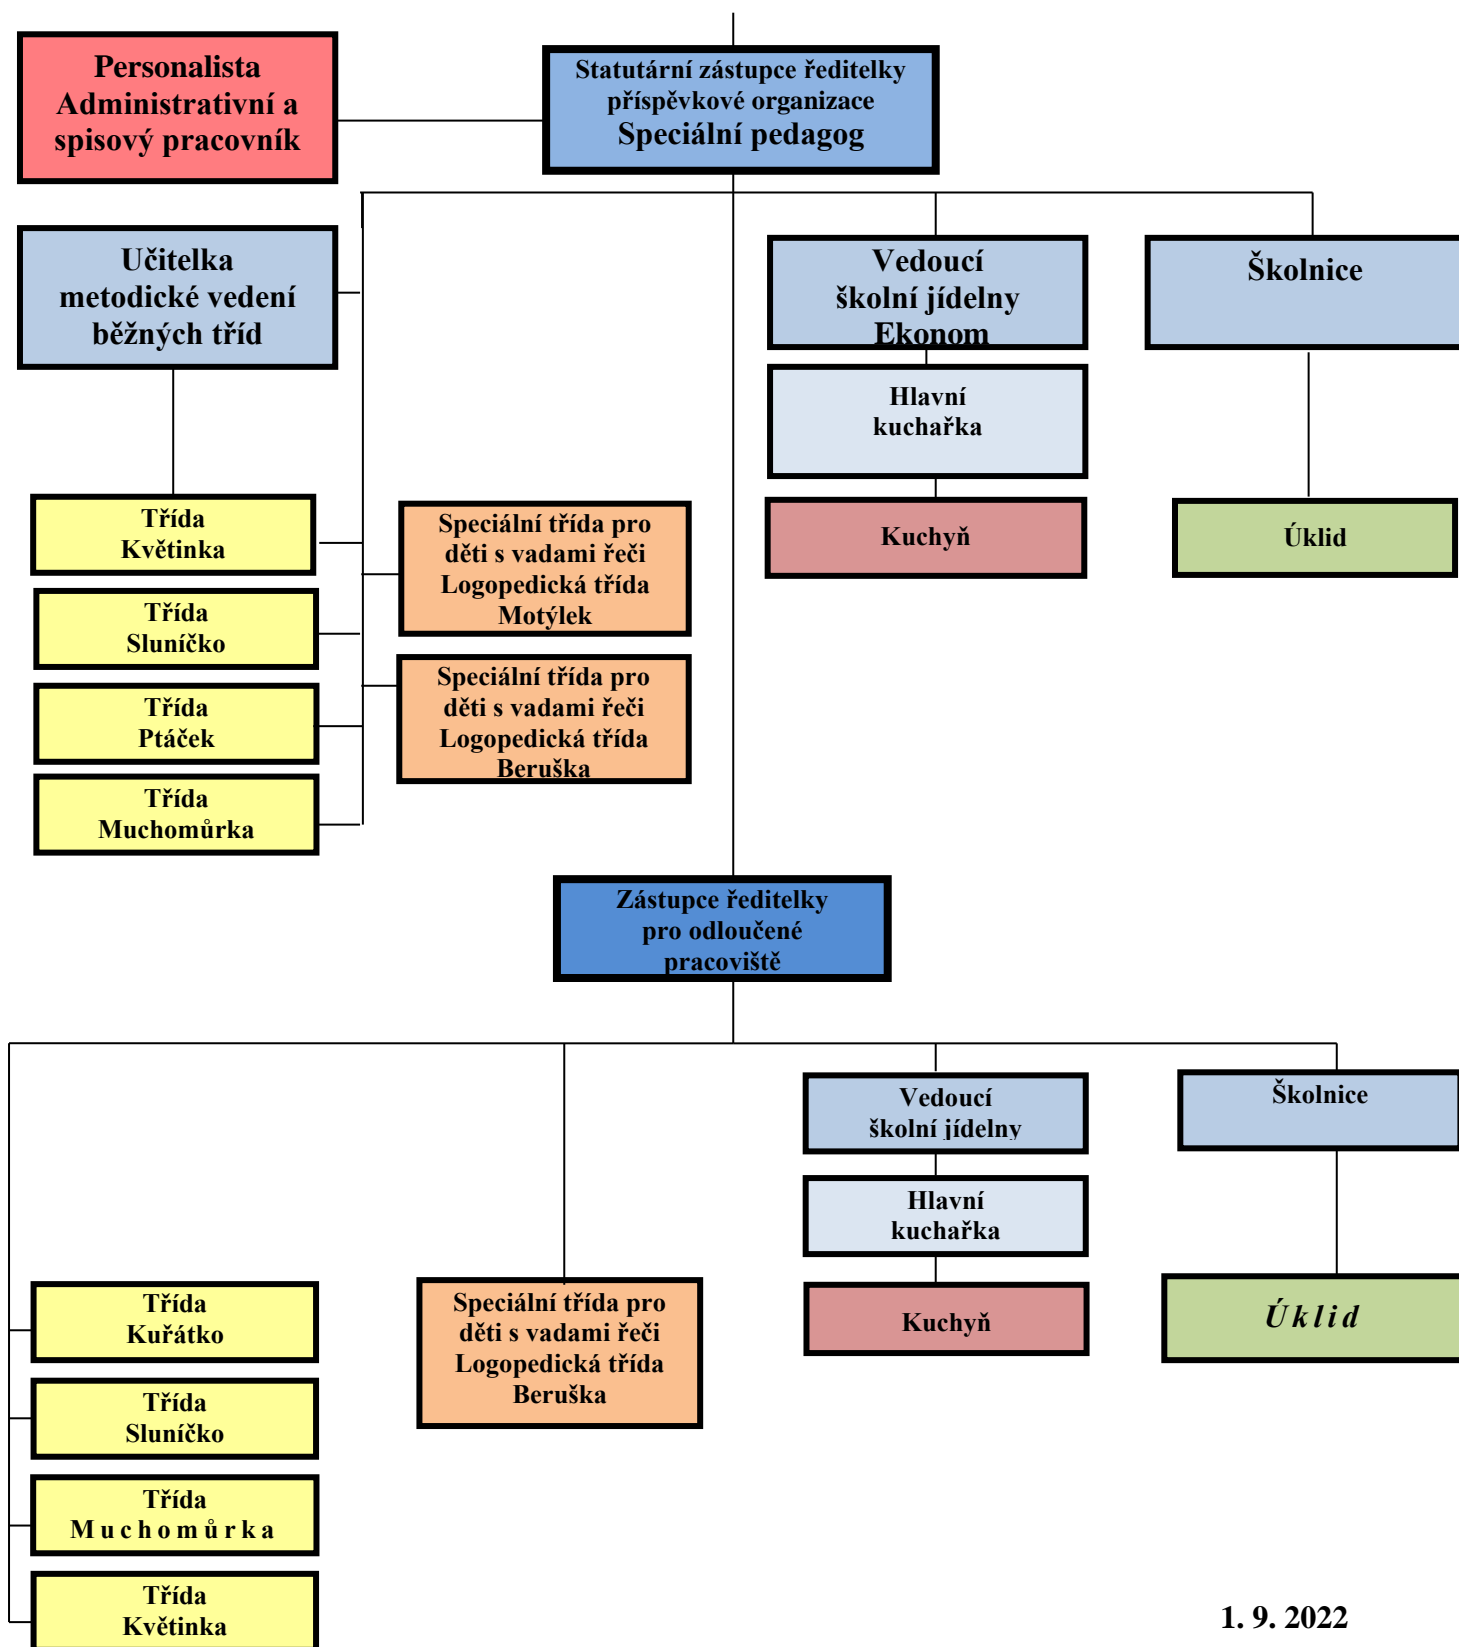 Personalista
Administrativní a
spisový pracovník
Statutární zástupce ředitelky
příspěvkové organizace
Speciální pedagog
Učitelka
metodické vedení
běžných tříd
Vedoucí
školní jídelny
Ekonom
Školnice
Hlavní
kuchařka
Třída
Květinka
Speciální třída pro
děti s vadami řeči
Logopedická třída
Motýlek
Kuchyň
Úklid
Třída
Sluníčko
Třída
Ptáček
Speciální třída pro
děti s vadami řeči
Logopedická třída
Beruška
Třída
Muchomůrka
Zástupce ředitelky
pro odloučené
pracoviště
Vedoucí
školní jídelny
Školnice
Hlavní
kuchařka
Třída
Kuřátko
Speciální třída pro
děti s vadami řeči
Logopedická třída
Beruška
Kuchyň
Úklid
Třída
Sluníčko
Třída
Muchomůrka
Třída
Květinka
1. 9. 2022